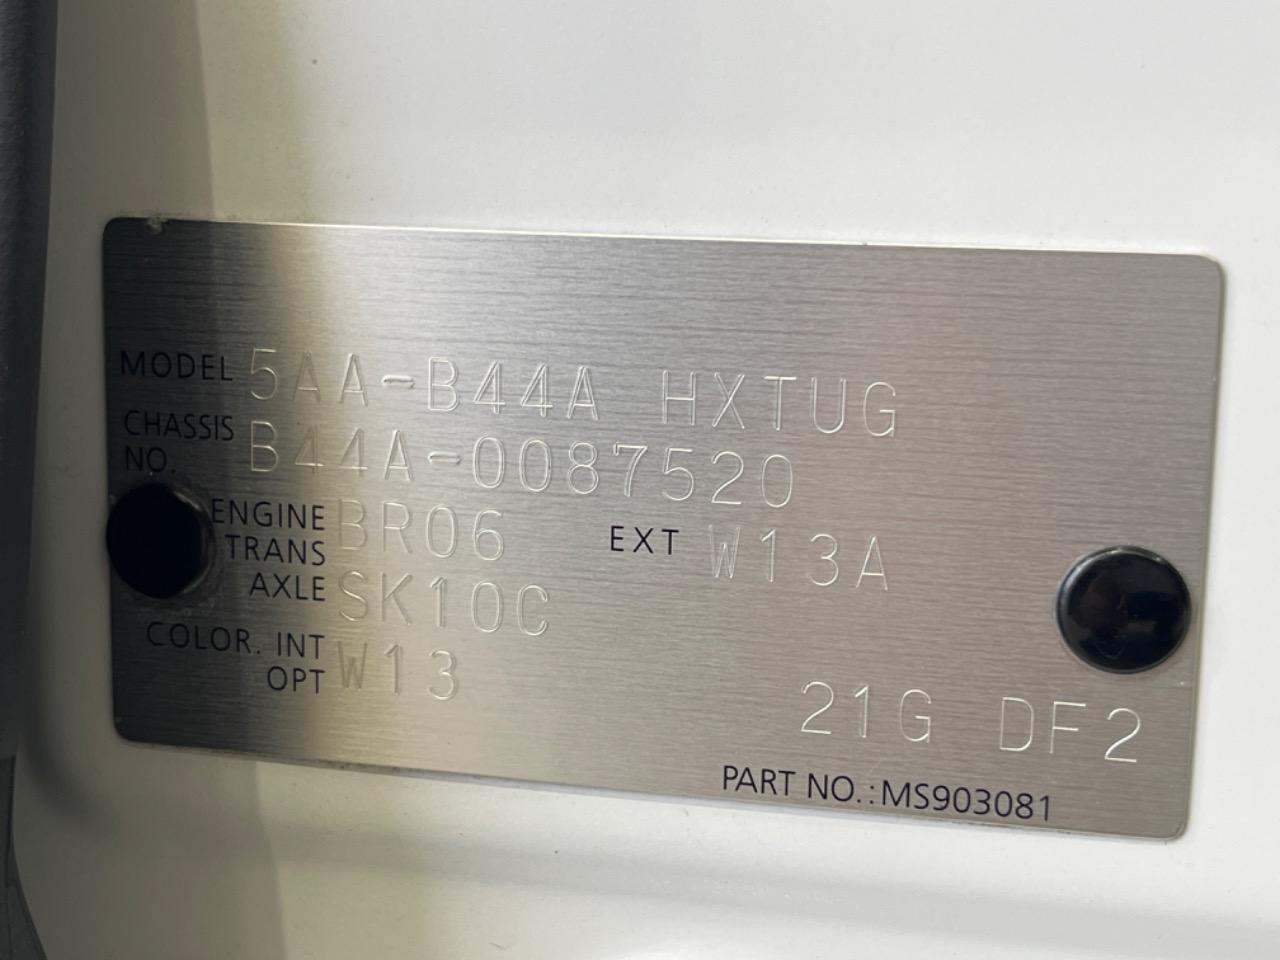 MODEL 5AA-B44A HXTUG
CHASSIS NO. B44A-0087520
ENGINE BR06 EXT W13A
TRANS AXLE SK10C
COLOR. INT OPT W13
21G DF2
PART NO.:MS903081